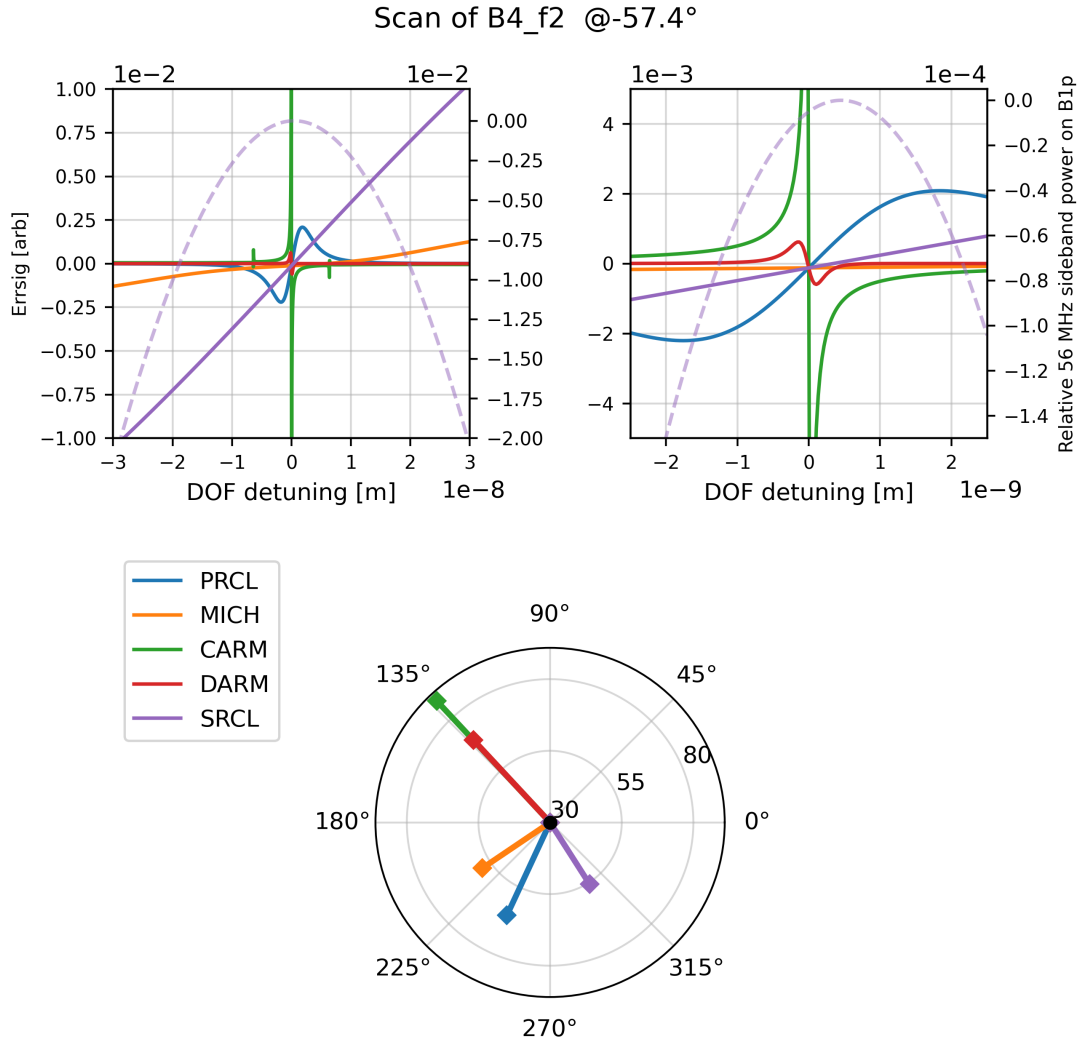 Scan of B4_f2 @-57.4°
1e−2 1e−2
1.00
0.75
0.50
0.25
0.00
−0.25
−0.50
−0.75
−1.00
Errsig [arb]
0.00
−0.25
−0.50
−0.75
−1.00
−1.25
−1.50
−1.75
−2.00
−3 −2 −1 0 1 2 3
DOF detuning [m] 1e−8
1e−3 1e−4
4
2
0
−2
−4
0.0
−0.2
−0.4
−0.6
−0.8
−1.0
−1.2
−1.4
Relative 56 MHz sideband power on B1p
−2 −1 0 1 2
DOF detuning [m] 1e−9
PRCL
MICH
CARM
DARM
SRCL
90°
135° 45°
80
55
30
180° 0°
225° 315°
270°